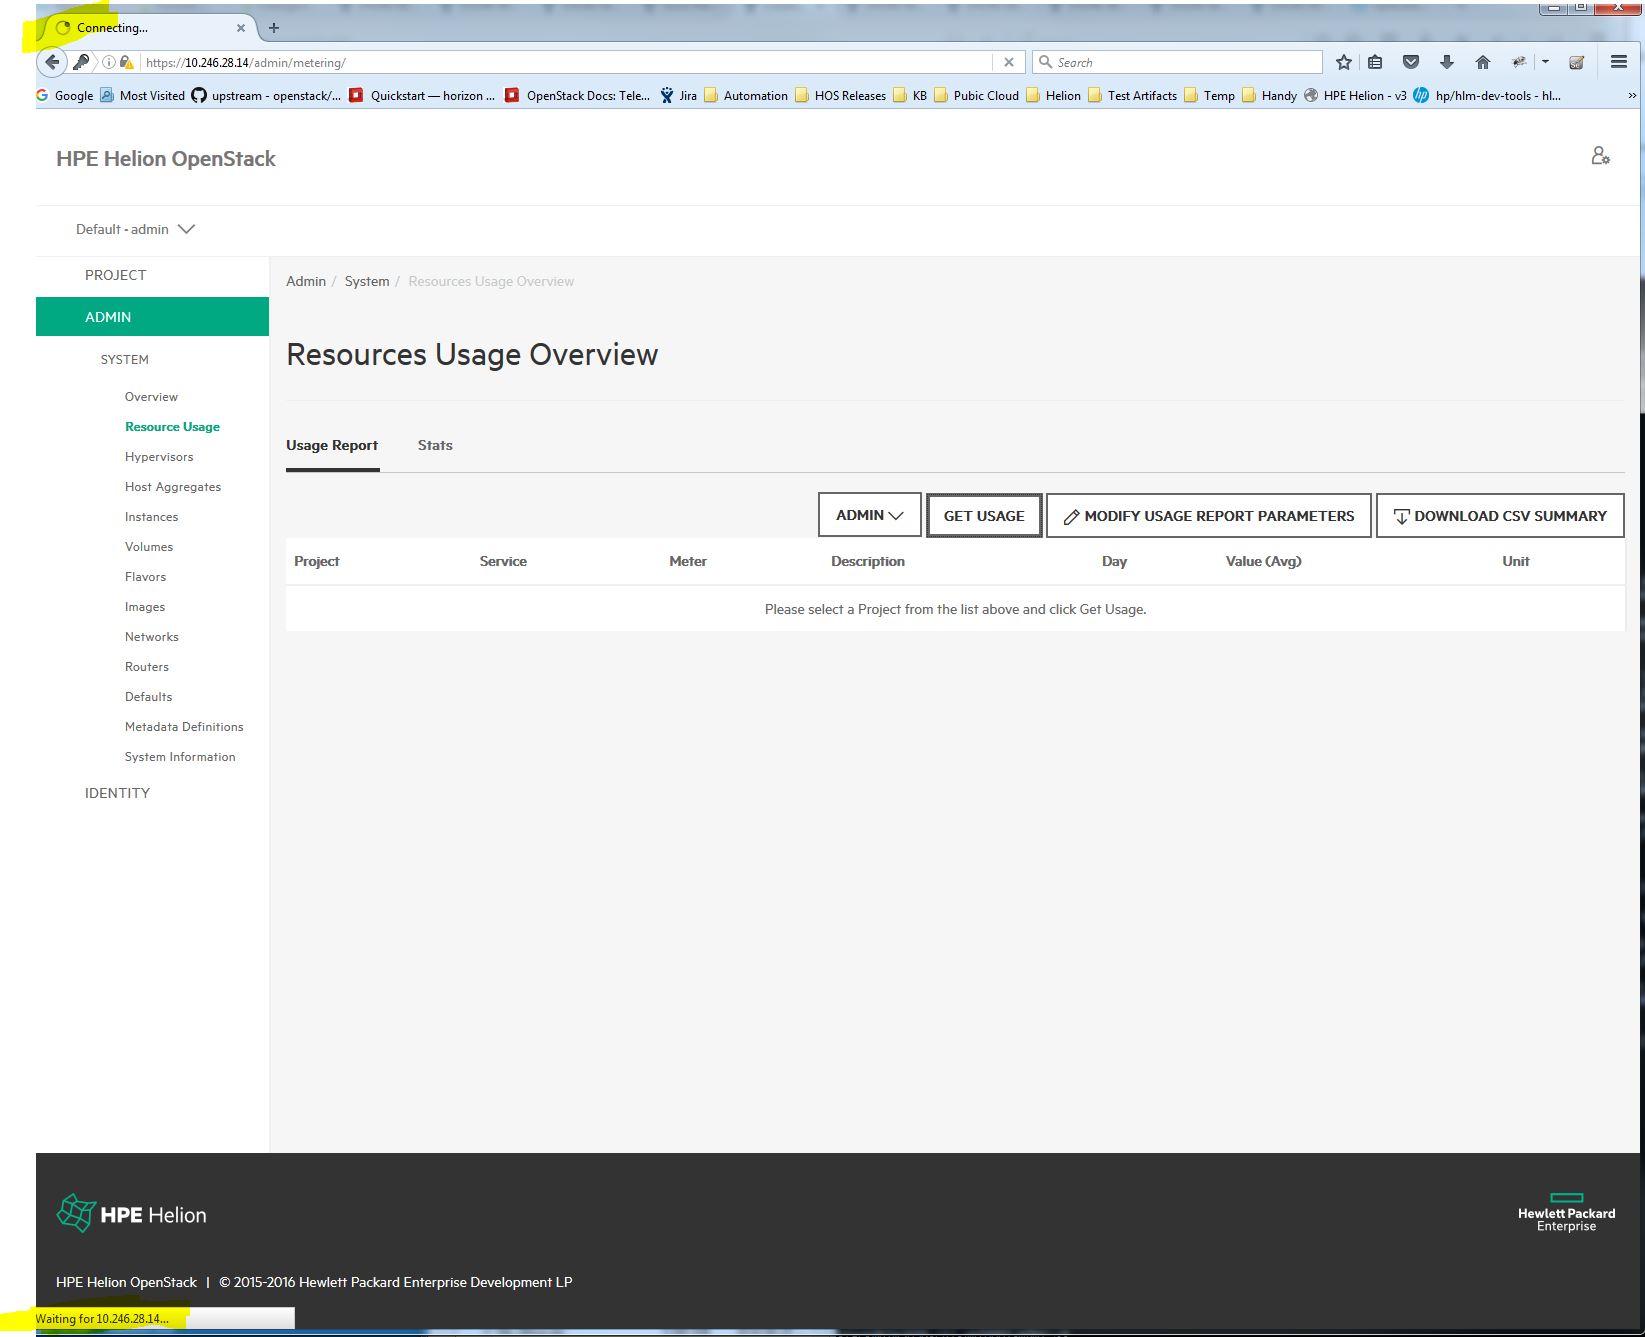 Connecting...
https://10.246.28.14/admin/metering/
Search
Google Most Visited upstream - openstack/... Quickstart — horizon ... OpenStack Docs: Tele... Jira Automation HOS Releases KB Pubic Cloud Helion Test Artifacts Temp Handy HPE Helion - v3 hp/hlm-dev-tools - hl... »
HPE Helion OpenStack
Default - admin
PROJECT
ADMIN
SYSTEM
Overview
Resource Usage
Hypervisors
Host Aggregates
Instances
Volumes
Flavors
Images
Networks
Routers
Defaults
Metadata Definitions
System Information
IDENTITY
Admin / System / Resources Usage Overview
Resources Usage Overview
Usage Report Stats
ADMIN GET USAGE MODIFY USAGE REPORT PARAMETERS DOWNLOAD CSV SUMMARY
Project Service Meter Description Day Value (Avg) Unit
Please select a Project from the list above and click Get Usage.
HPE Helion
Hewlett Packard
Enterprise
HPE Helion OpenStack | © 2015-2016 Hewlett Packard Enterprise Development LP
Waiting for 10.246.28.14...